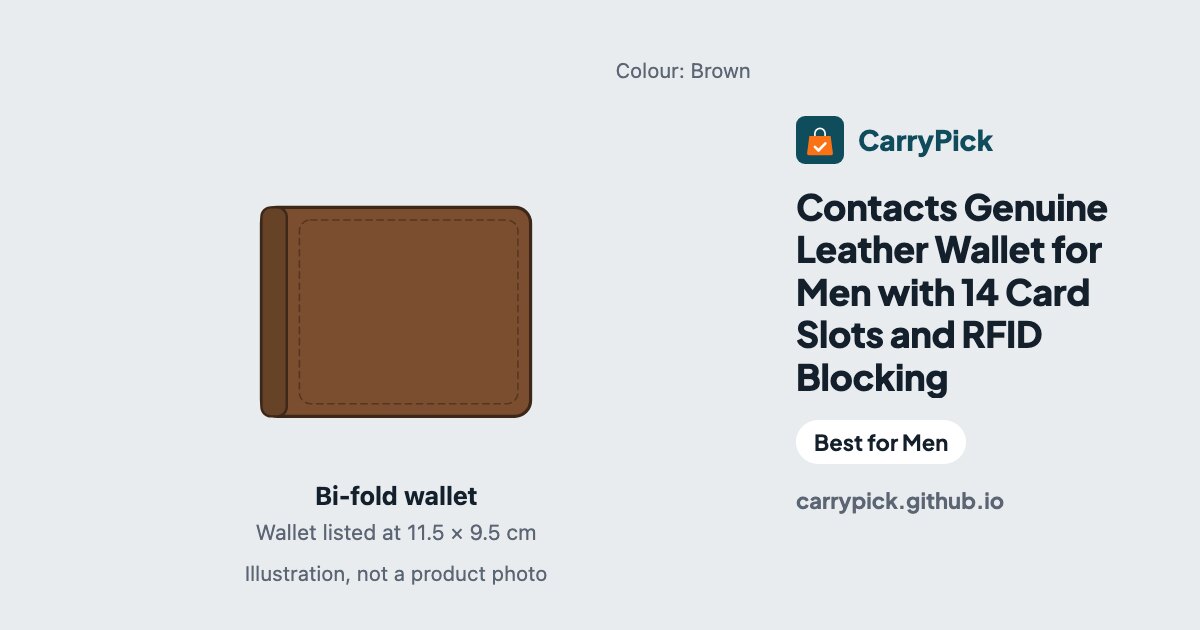 Colour: Brown
CarryPick
Contacts Genuine
Leather Wallet for
Men with 14 Card
Slots and RFID
Blocking
Best for Men
carrypick.github.io
Bi-fold wallet
Wallet listed at 11.5 × 9.5 cm
Illustration, not a product photo